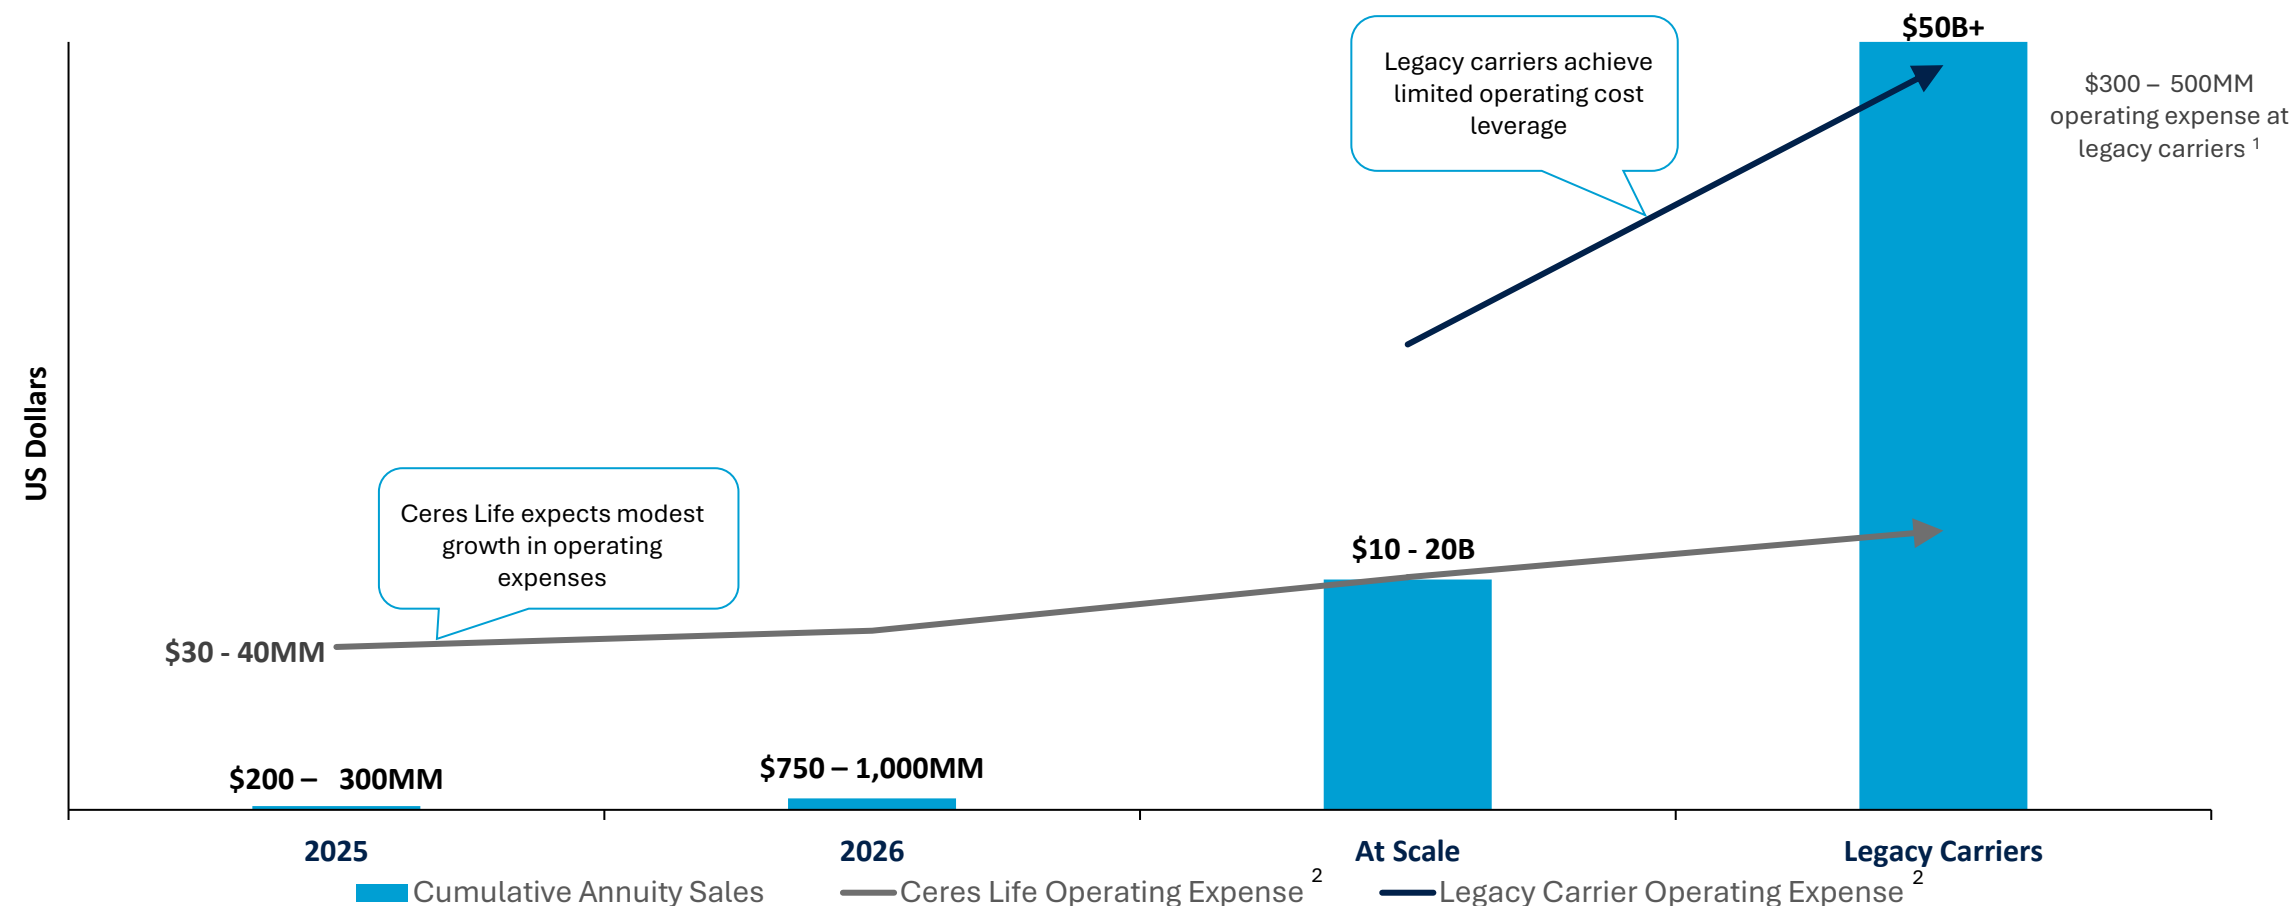 $50B+
Legacy carriers achieve
limited operating cost
leverage
$300 – 500MM
operating expense at
legacy carriers 1
US Dollars
Ceres Life expects modest
growth in operating
expenses
$10 - 20B
$30 - 40MM
$200 – 300MM
$750 – 1,000MM
2025
2026
At Scale
Legacy Carriers
Cumulative Annuity Sales
Ceres Life Operating Expense 2
Legacy Carrier Operating Expense 2